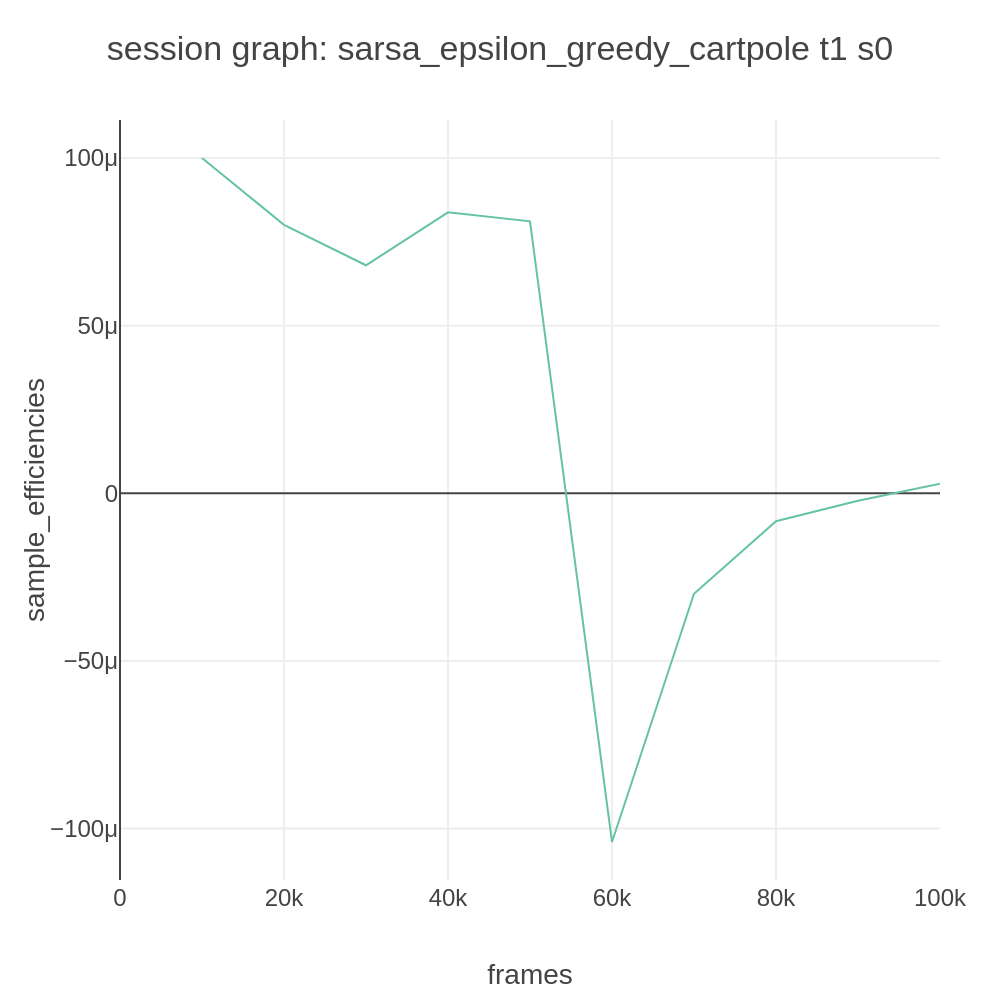 session graph: sarsa_epsilon_greedy_cartpole t1 s0
100μ
50μ
0
−50μ
−100μ
sample_efficiencies
0
20k
40k
60k
80k
100k
frames